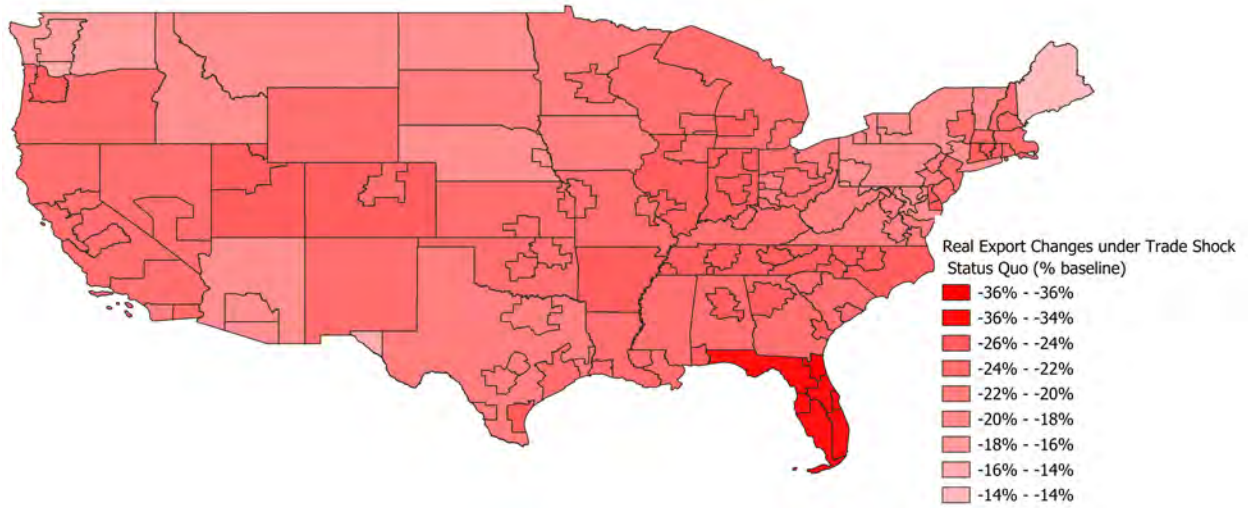 Real Export Changes under Trade Shock
Status Quo (% baseline)
-36% - -36%
-36% - -34%
-26% - -24%
-24% - -22%
-22% - -20%
-20% - -18%
-18% - -16%
-16% - -14%
-14% - -14%